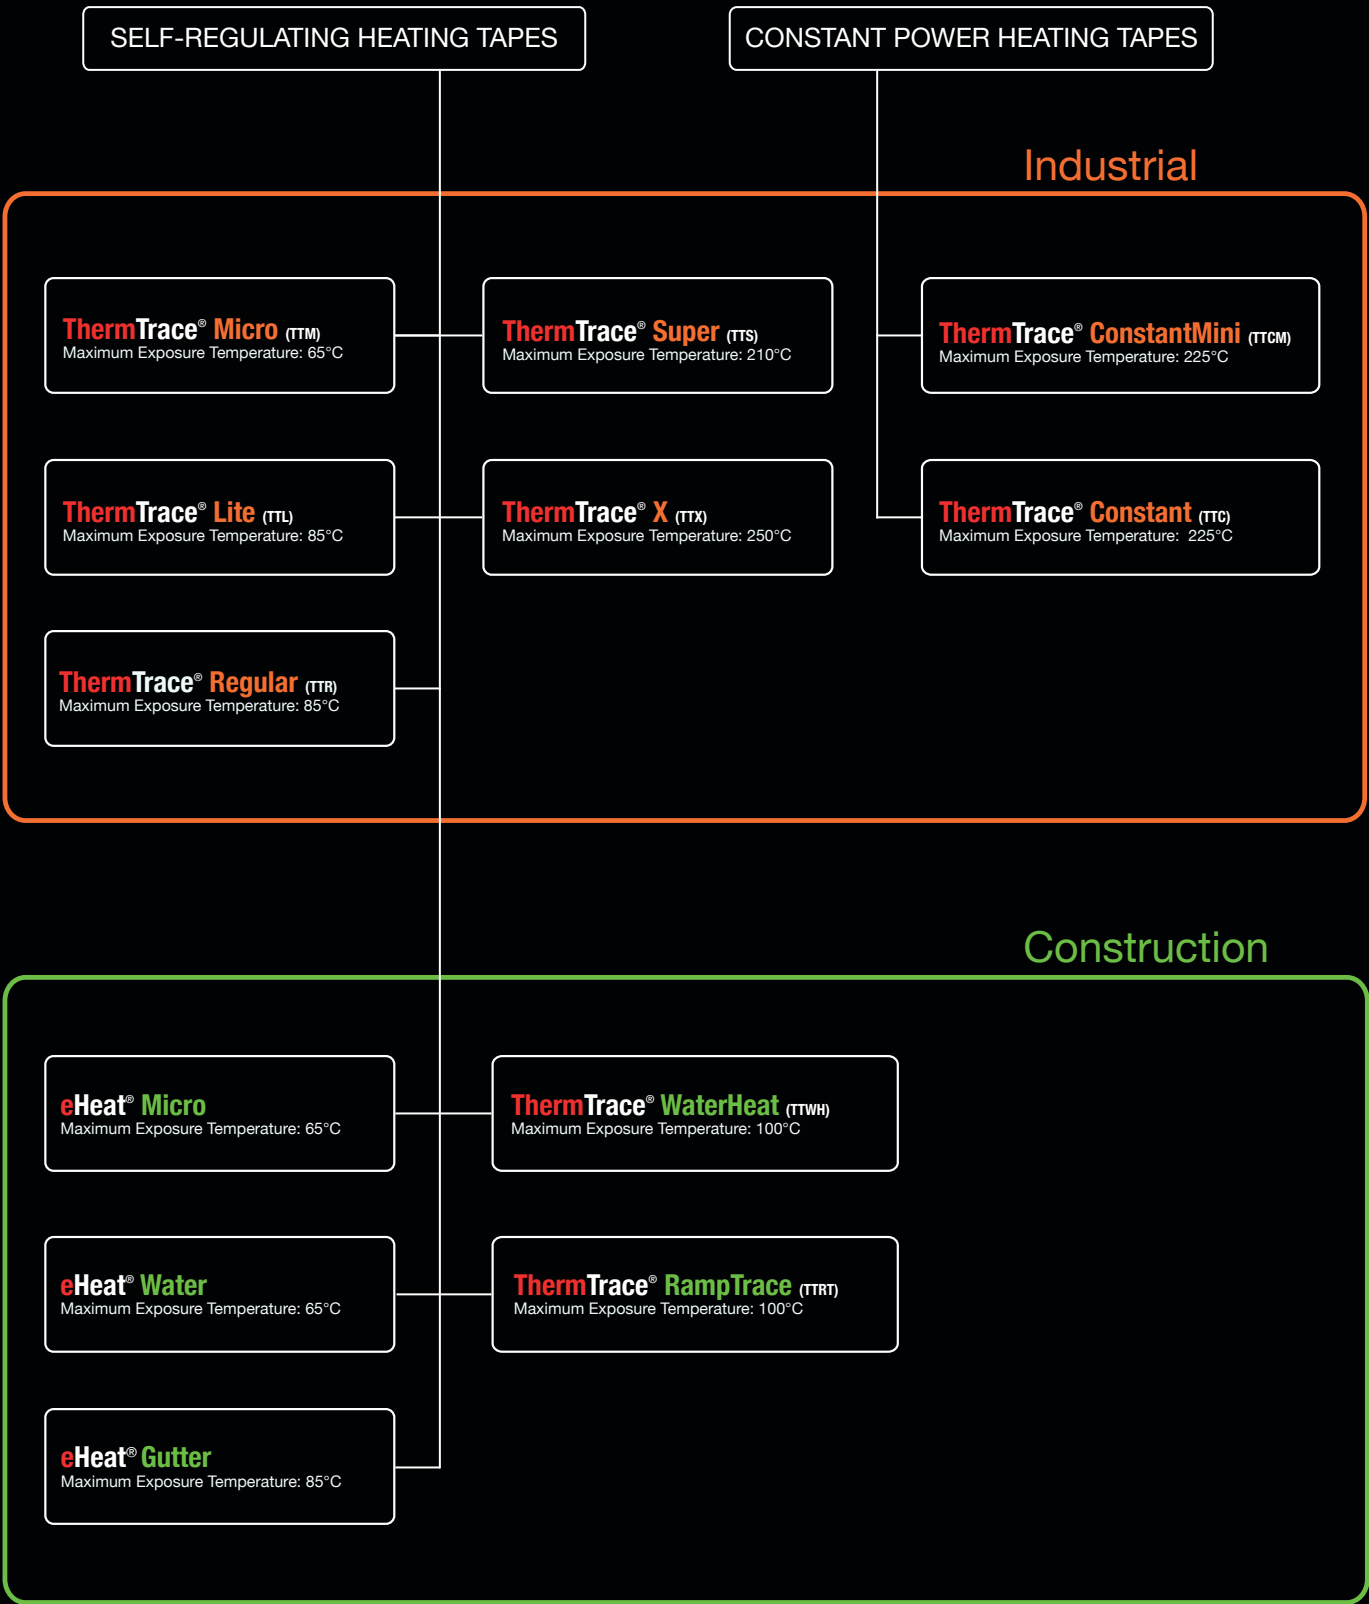 SELF-REGULATING HEATING TAPES
CONSTANT POWER HEATING TAPES
Industrial
ThermTrace® Micro (TTM)
Maximum Exposure Temperature: 65°C
ThermTrace® Super (TTS)
Maximum Exposure Temperature: 210°C
ThermTrace® ConstantMini (TTCM)
Maximum Exposure Temperature: 225°C
ThermTrace® Lite (TTL)
Maximum Exposure Temperature: 85°C
ThermTrace® X (TTX)
Maximum Exposure Temperature: 250°C
ThermTrace® Constant (TTC)
Maximum Exposure Temperature: 225°C
ThermTrace® Regular (TTR)
Maximum Exposure Temperature: 85°C
Construction
eHeat® Micro
Maximum Exposure Temperature: 65°C
ThermTrace® WaterHeat (TTWH)
Maximum Exposure Temperature: 100°C
eHeat® Water
Maximum Exposure Temperature: 65°C
ThermTrace® RampTrace (TTRT)
Maximum Exposure Temperature: 100°C
eHeat® Gutter
Maximum Exposure Temperature: 85°C